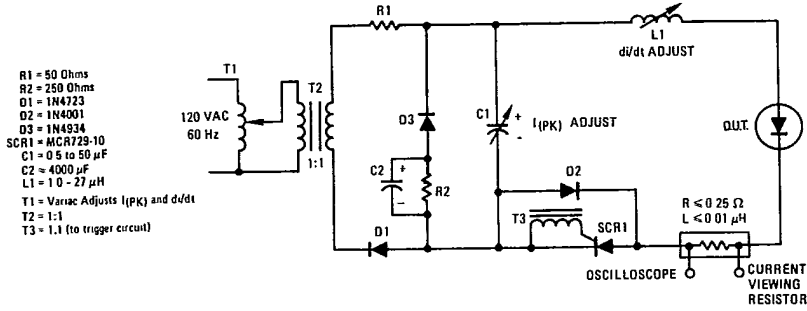 R1 = 50 Ohms
R2 = 250 Ohms
D1 = 1N4723
D2 = 1N4001
D3 = 1N4934
SCR1 = MCR729-10
C1 = 0 5 to 50 µF
C2 ≈ 4000 µF
L1 = 1 0 - 27 µH
T1 = Variac Adjusts I(PK) and di/dt
T2 = 1:1
T3 = 1.1 (to trigger circuit)
T1
120 VAC
60 Hz
T2
1:1
R1
D3
C2
+
–
R2
D1
C1
+
-
I(PK) ADJUST
D2
T3
SCR1
L1
di/dt ADJUST
D.U.T.
R ≤ 0 25 Ω
L ≤ 0 01 µH
OSCILLOSCOPE
CURRENT
VIEWING
RESISTOR